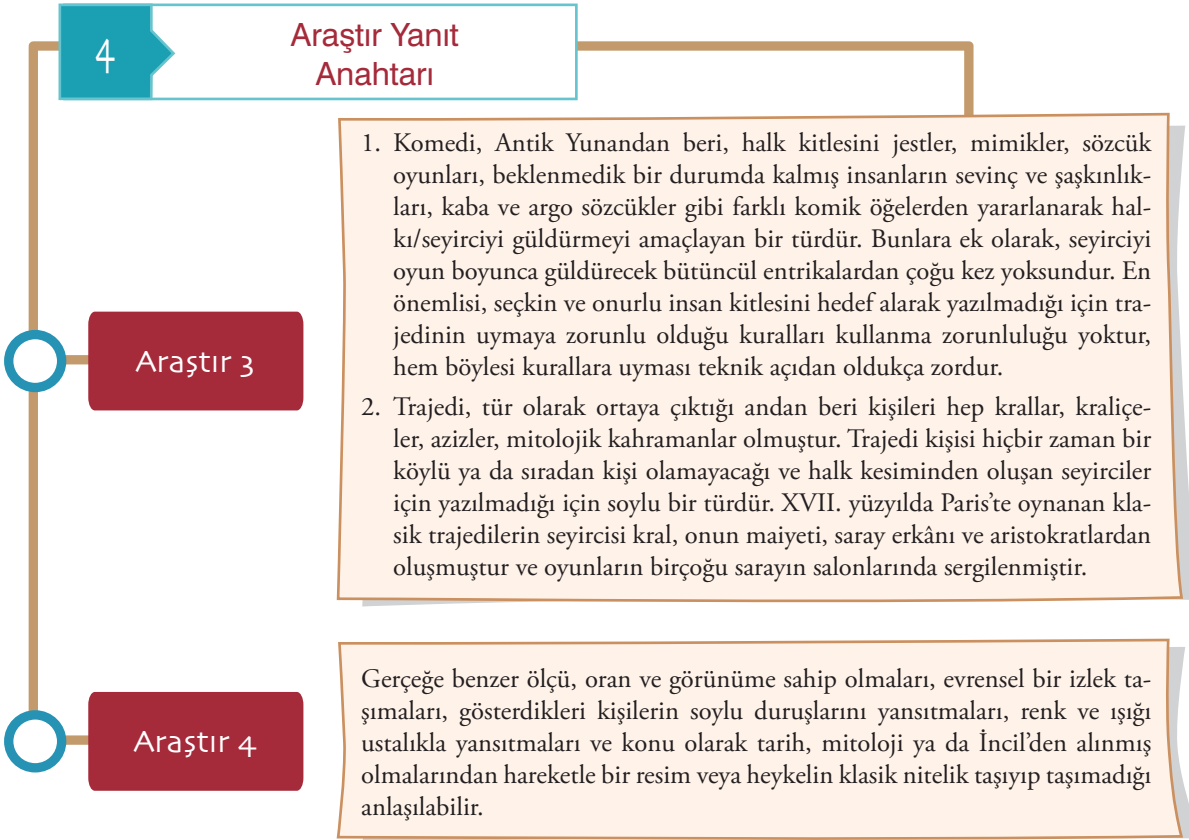 4
Araştır Yanıt
Anahtarı
Araştır 3
1. Komedi, Antik Yunandan beri, halk kitlesini jestler, mimikler, sözcük
oyunları, beklenmedik bir durumda kalmış insanların sevinç ve şaşkınlık-
ları, kaba ve argo sözcükler gibi farklı komik öğelerden yararlanarak hal-
kı/seyirciyi güldürmeyi amaçlayan bir türdür. Bunlara ek olarak, seyirciyi
oyun boyunca güldürecek bütüncül entrikalardan çoğu kez yoksundur. En
önemlisi, seçkin ve onurlu insan kitlesini hedef alarak yazılmadığı için tra-
jedinin uymaya zorunlu olduğu kuralları kullanma zorunluluğu yoktur,
hem böylesi kurallara uyması teknik açıdan oldukça zordur.
2. Trajedi, tür olarak ortaya çıktığı andan beri kişileri hep krallar, kraliçe-
ler, azizler, mitolojik kahramanlar olmuştur. Trajedi kişisi hiçbir zaman bir
köylü ya da sıradan kişi olamayacağı ve halk kesiminden oluşan seyirciler
için yazılmadığı için soylu bir türdür. XVII. yüzyılda Paris’te oynanan kla-
sik trajedilerin seyircisi kral, onun maiyeti, saray erkânı ve aristokratlardan
oluşmuştur ve oyunların birçoğu sarayın salonlarında sergilenmiştir.
Araştır 4
Gerçeğe benzer ölçü, oran ve görünüme sahip olmaları, evrensel bir izlek ta-
şımaları, gösterdikleri kişilerin soylu duruşlarını yansıtmaları, renk ve ışığı
ustalıkla yansıtmaları ve konu olarak tarih, mitoloji ya da İncil’den alınmış
olmalarından hareketle bir resim veya heykelin klasik nitelik taşıyıp taşımadığı
anlaşılabilir.